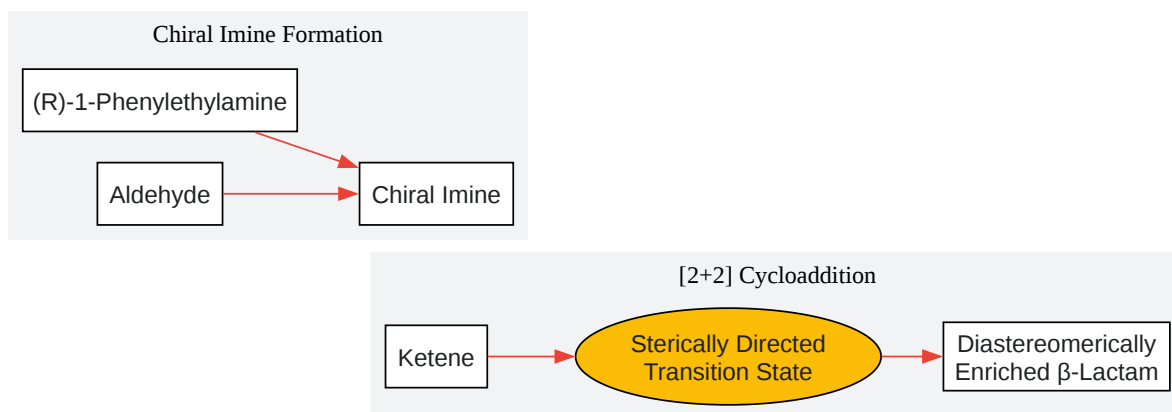 Chiral Imine Formation
(R)-1-Phenylethylamine
Aldehyde
Chiral Imine
[2+2] Cycloaddition
Ketene
Sterically Directed
Transition State
Diastereomerically
Enriched β-Lactam